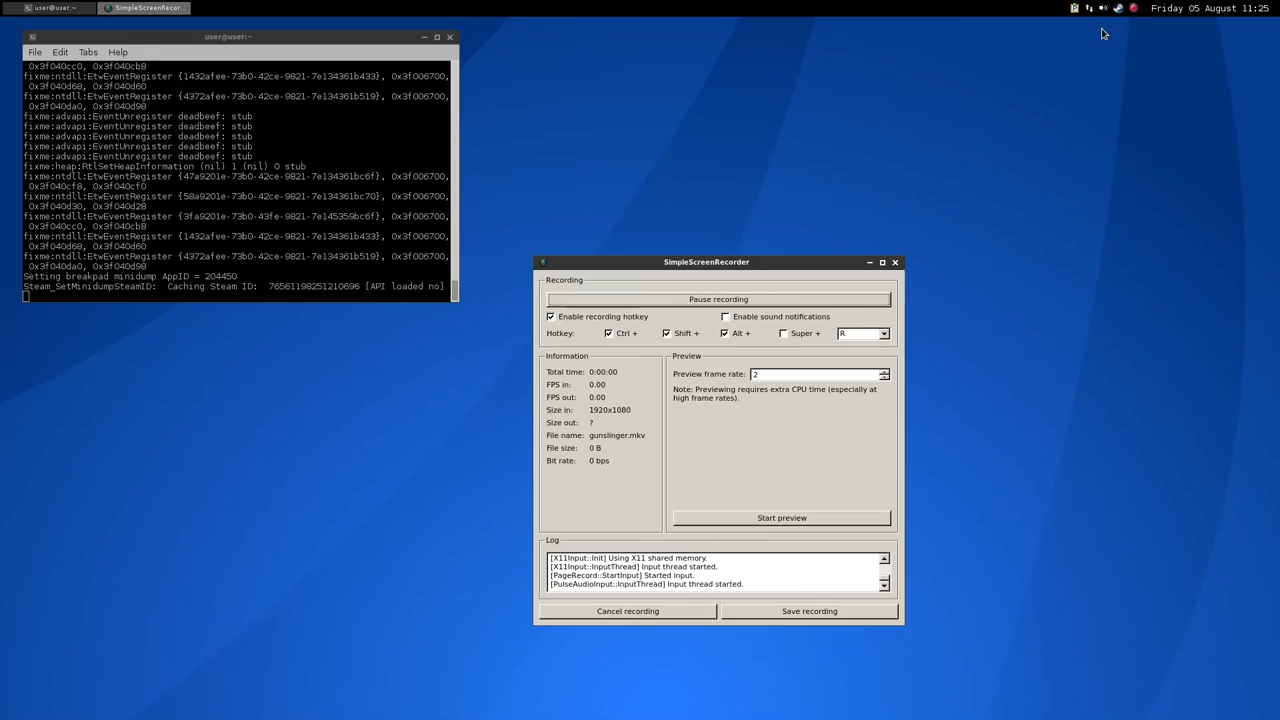 user@user:~
SimpleScreenRecor...
Friday 05 August 11:25
user@user:~
File Edit Tabs Help
0x3f040cc0, 0x3f040cb8
fixme:ntdll:EtwEventRegister {1432afee-73b0-42ce-9821-7e134361b433}, 0x3f006700,
0x3f040d68, 0x3f040d60
fixme:ntdll:EtwEventRegister {4372afee-73b0-42ce-9821-7e134361b519}, 0x3f006700,
0x3f040da0, 0x3f040d98
fixme:advapi:EventUnregister deadbeef: stub
fixme:advapi:EventUnregister deadbeef: stub
fixme:advapi:EventUnregister deadbeef: stub
fixme:advapi:EventUnregister deadbeef: stub
fixme:advapi:EventUnregister deadbeef: stub
fixme:heap:RtlSetHeapInformation (nil) 1 (nil) 0 stub
fixme:ntdll:EtwEventRegister {47a9201e-73b0-42ce-9821-7e134361bc6f}, 0x3f006700,
0x3f040cf8, 0x3f040cf0
fixme:ntdll:EtwEventRegister {58a9201e-73b0-42ce-9821-7e134361bc70}, 0x3f006700,
0x3f040d30, 0x3f040d28
fixme:ntdll:EtwEventRegister {3fa9201e-73b0-43fe-9821-7e145359bc6f}, 0x3f006700,
0x3f040cc0, 0x3f040cb8
fixme:ntdll:EtwEventRegister {1432afee-73b0-42ce-9821-7e134361b433}, 0x3f006700,
0x3f040d68, 0x3f040d60
fixme:ntdll:EtwEventRegister {4372afee-73b0-42ce-9821-7e134361b519}, 0x3f006700,
0x3f040da0, 0x3f040d98
Setting breakpad minidump AppID = 204450
Steam_SetMinidumpSteamID:  Caching Steam ID:  76561198251210696 [API loaded no]
SimpleScreenRecorder
Recording
Pause recording
Enable recording hotkey
Enable sound notifications
Hotkey: Ctrl + Shift + Alt + Super + R
Information
Total time: 0:00:00
FPS in: 0.00
FPS out: 0.00
Size in: 1920x1080
Size out: ?
File name: gunslinger.mkv
File size: 0 B
Bit rate: 0 bps
Preview
Preview frame rate: 2
Note: Previewing requires extra CPU time (especially at
high frame rates).
Start preview
Log
[X11Input::Init] Using X11 shared memory.
[X11Input::InputThread] Input thread started.
[PageRecord::StartInput] Started input.
[PulseAudioInput::InputThread] Input thread started.
Cancel recording
Save recording